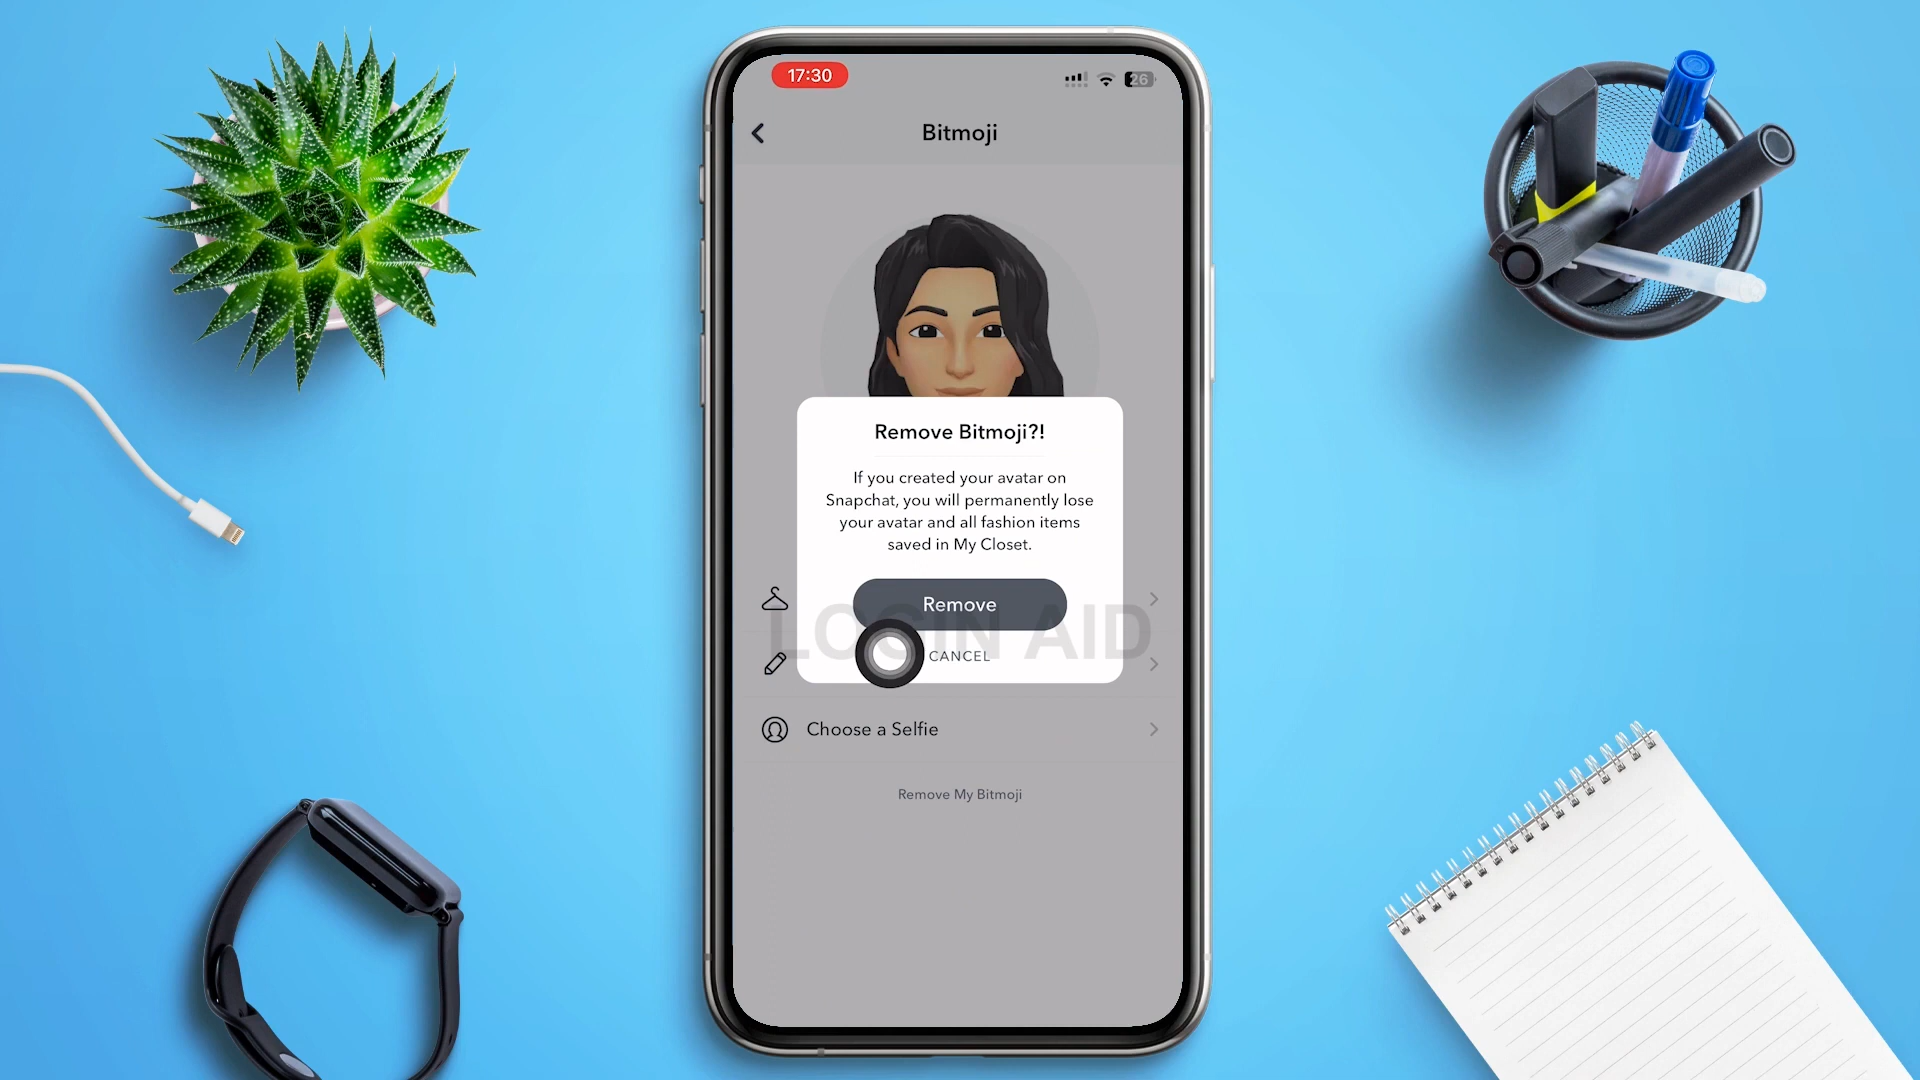 17:30
26
Bitmoji
Remove Bitmoji?!
If you created your avatar on
Snapchat, you will permanently lose
your avatar and all fashion items
saved in My Closet.
Remove
LOGIN AID
CANCEL
Choose a Selfie
Remove My Bitmoji